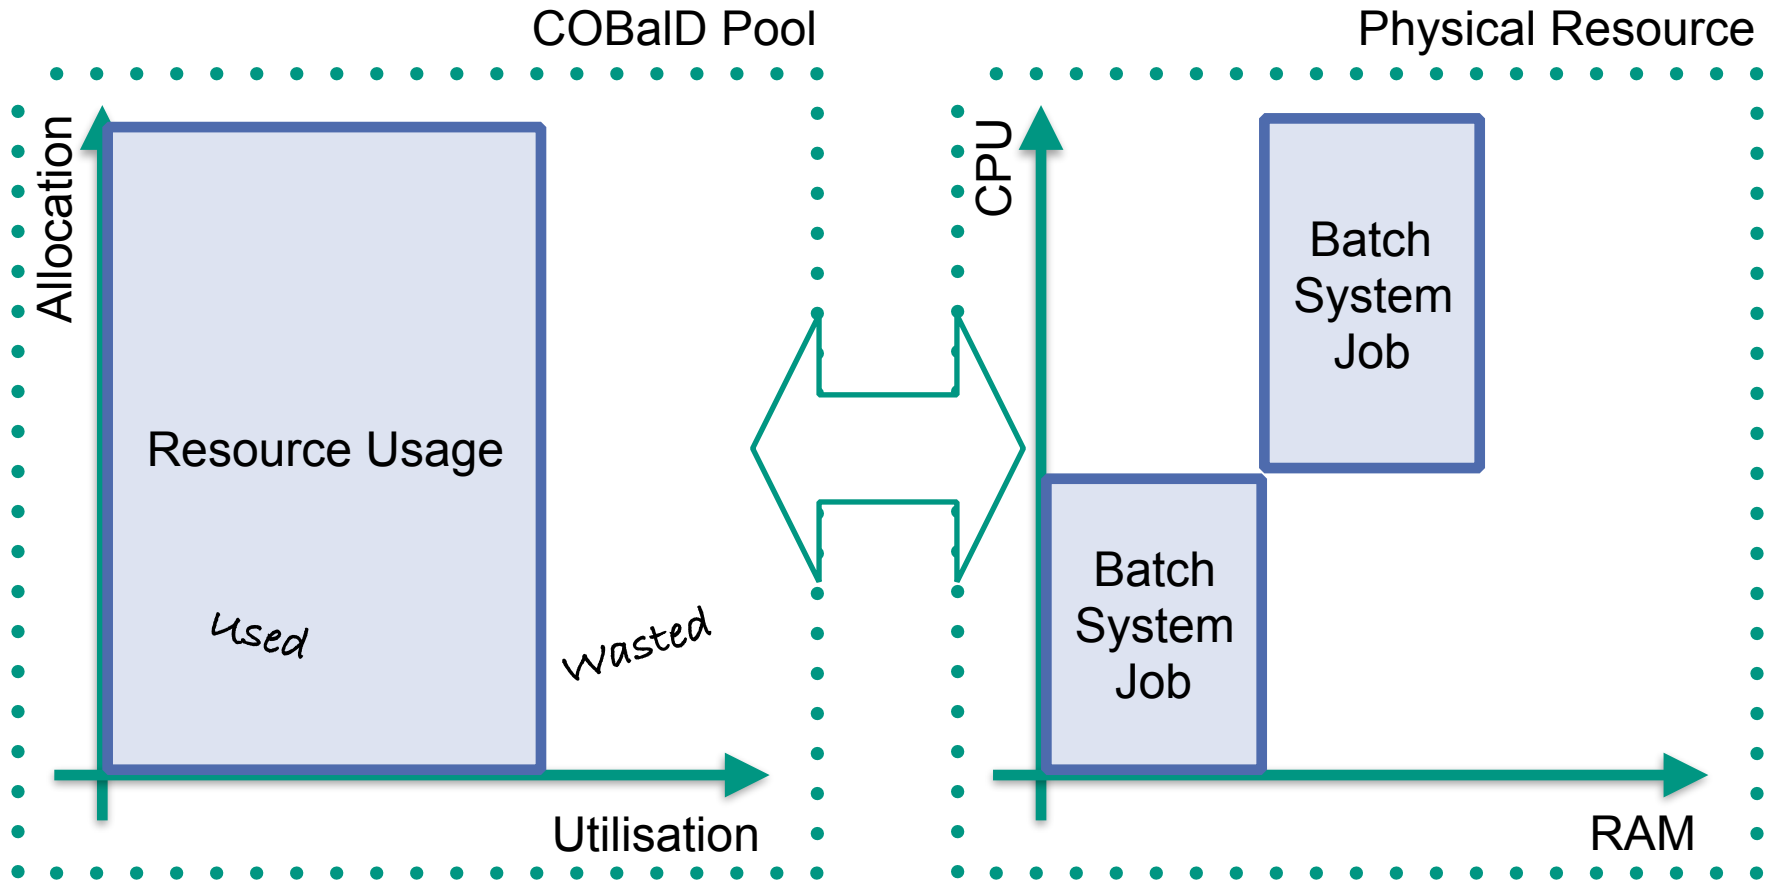 COBalD Pool
Allocation
Resource Usage
Used
Wasted
Utilisation
Physical Resource
CPU
Batch
System
Job
Batch
System
Job
RAM